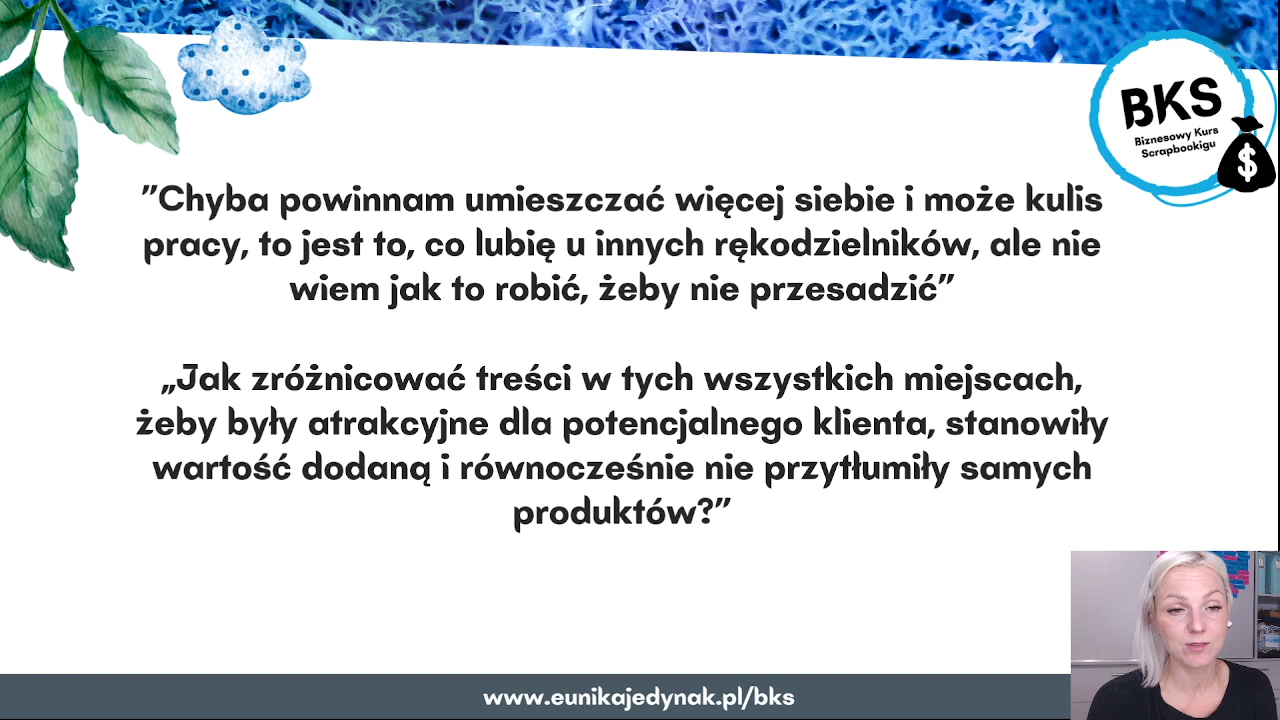 BKS
Biznesowy Kurs
Scrapbookigu
$
"Chyba powinnam umieszczać więcej siebie i może kulis
pracy, to jest to, co lubię u innych rękodzielników, ale nie
wiem jak to robić, żeby nie przesadzić"
„Jak zróżnicować treści w tych wszystkich miejscach,
żeby były atrakcyjne dla potencjalnego klienta, stanowiły
wartość dodaną i równocześnie nie przytłumiły samych
produktów?"
www.eunikajedynak.pl/bks